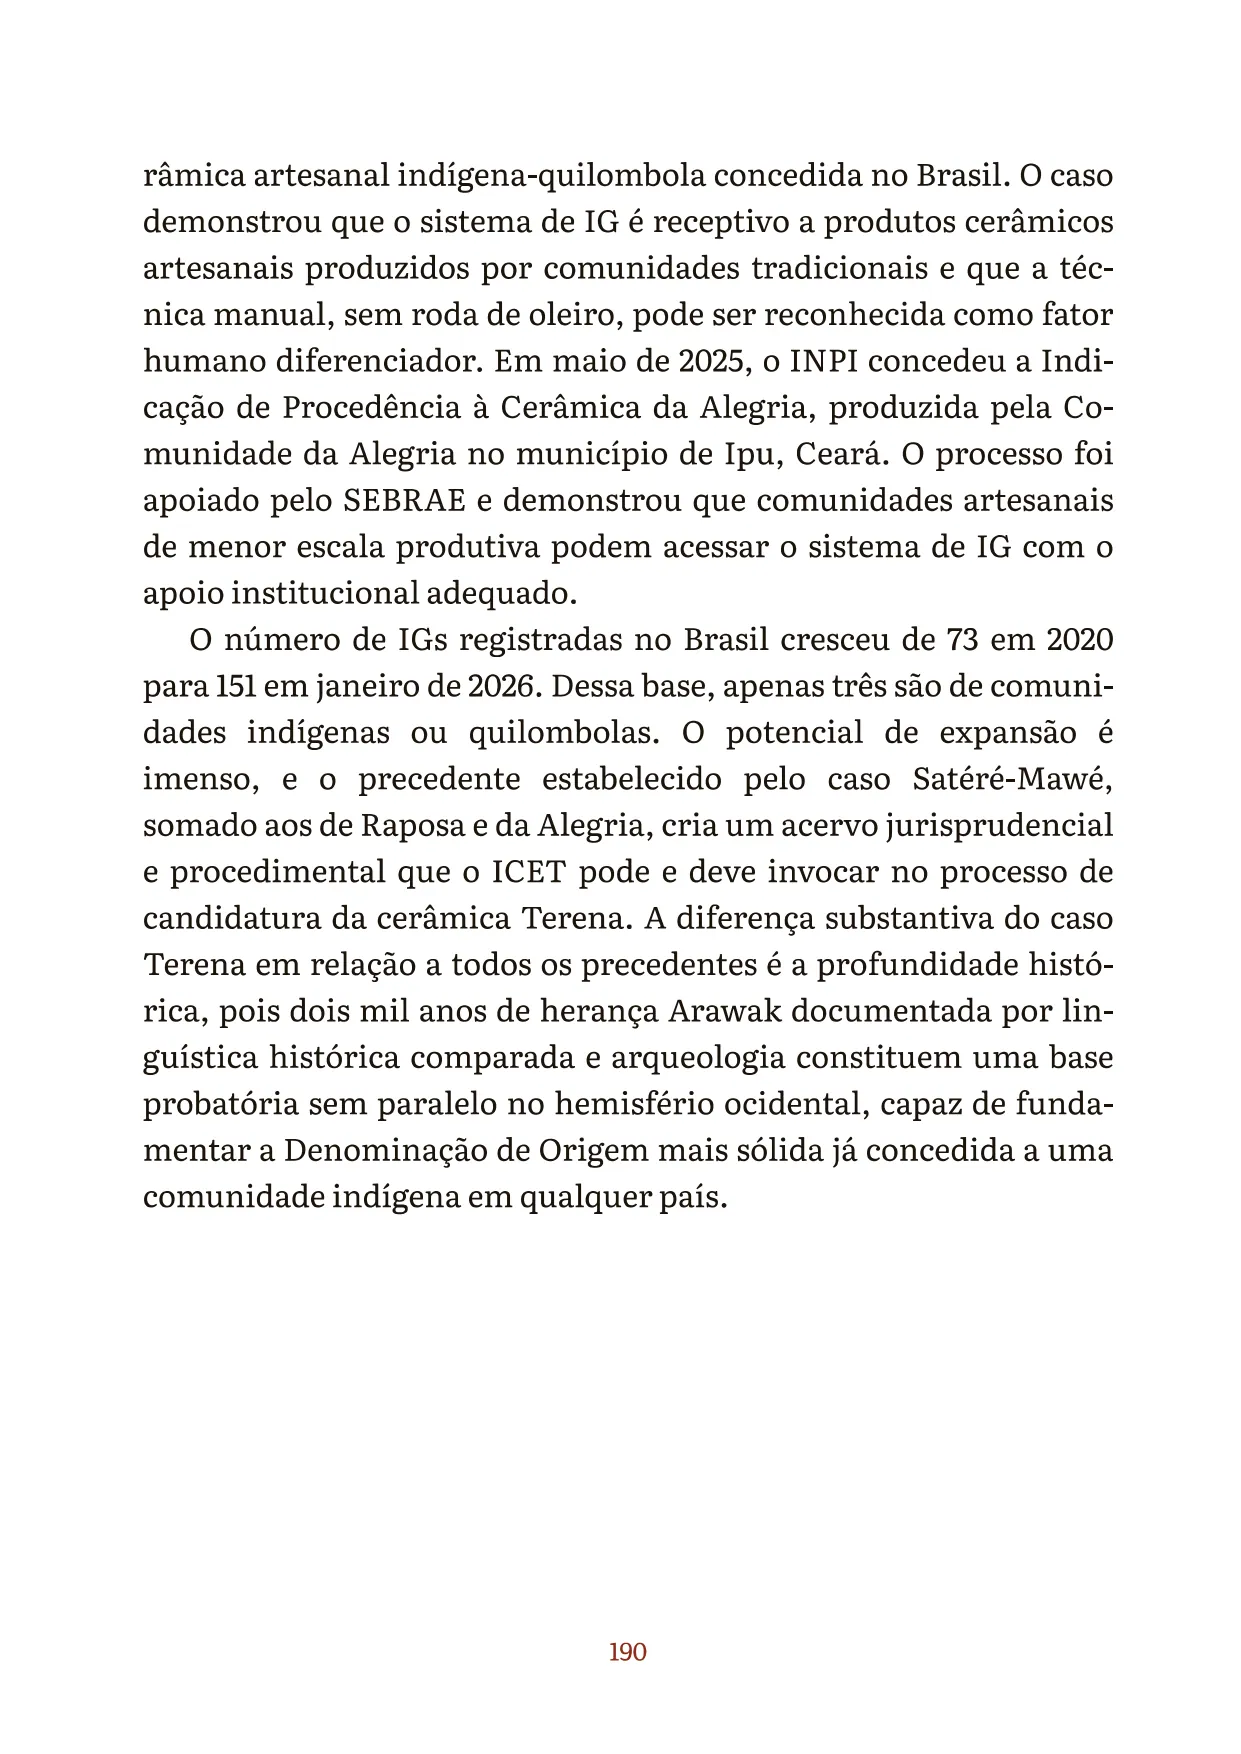 râmica artesanal indígena-quilombola concedida no Brasil. O caso
demonstrou que o sistema de IG é receptivo a produtos cerâmicos
artesanais produzidos por comunidades tradicionais e que a téc-
nica manual, sem roda de oleiro, pode ser reconhecida como fator
humano diferenciador. Em maio de 2025, o INPI concedeu a Indi-
cação de Procedência à Cerâmica da Alegria, produzida pela Co-
munidade da Alegria no município de Ipu, Ceará. O processo foi
apoiado pelo SEBRAE e demonstrou que comunidades artesanais
de menor escala produtiva podem acessar o sistema de IG com o
apoio institucional adequado.
O número de IGs registradas no Brasil cresceu de 73 em 2020
para 151 em janeiro de 2026. Dessa base, apenas três são de comuni-
dades indígenas ou quilombolas. O potencial de expansão é
imenso, e o precedente estabelecido pelo caso Satéré-Mawé,
somado aos de Raposa e da Alegria, cria um acervo jurisprudencial
e procedimental que o ICET pode e deve invocar no processo de
candidatura da cerâmica Terena. A diferença substantiva do caso
Terena em relação a todos os precedentes é a profundidade histó-
rica, pois dois mil anos de herança Arawak documentada por lin-
guística histórica comparada e arqueologia constituem uma base
probatória sem paralelo no hemisfério ocidental, capaz de funda-
mentar a Denominação de Origem mais sólida já concedida a uma
comunidade indígena em qualquer país.
190